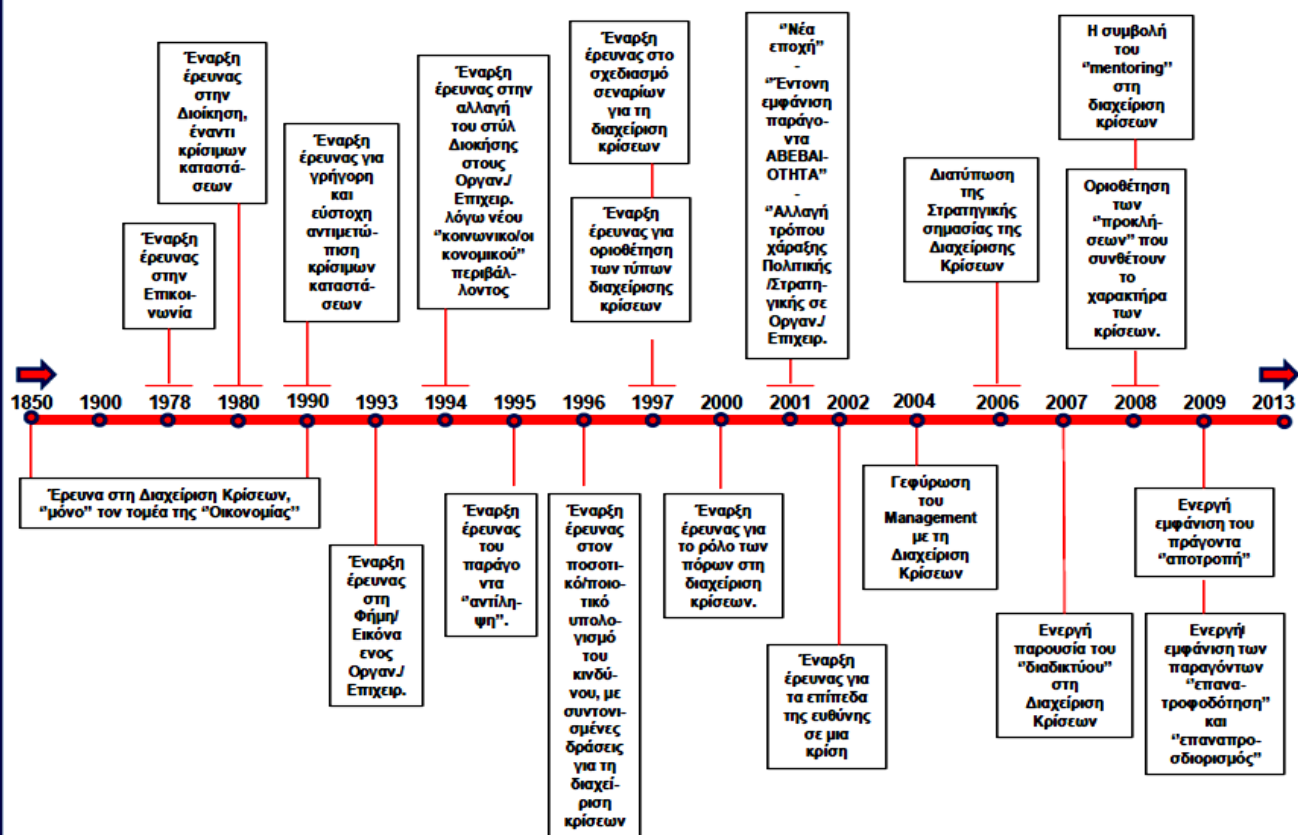 Έναρξη
έρευνας
στην
Διοίκηση,
έναντι
κρίσιμων
καταστά-
σεων
Έναρξη
έρευνας
στην
Επικοι-
νωνία
Έναρξη
έρευνας για
γρήγορη
και
εύστοχη
αντιμετώ-
πιση
κρίσιμων
καταστά-
σεων
Έναρξη
έρευνας στην
αλλαγή
του στύλ
Διοκήσης
στους
Οργαν./
Επιχειρ.
λόγω νέου
‘’κοινωνικο/οι
κονομικού’’
περιβάλ-
λοντος
Έναρξη
έρευνας στο
σχεδιασμό
σεναρίων
για τη
διαχείριση
κρίσεων
Έναρξη
έρευνας για
οριοθέτηση
των τύπων
διαχείρισης
κρίσεων
‘’Νέα
εποχή’’
-
‘’Έντονη
εμφάνιση
παράγο-
ντα
ΑΒΕΒΑΙ-
ΟΤΗΤΑ’’
-
‘’Αλλαγή
τρόπου
χάραξης
Πολιτικής
/Στρατη-
γικής σε
Οργαν./
Επιχειρ.
Διατύπωση
της
Στρατηγικής
σημασίας της
Διαχείρισης
Κρίσεων
Η συμβολή
του
‘’mentoring’’
στη
διαχείριση
κρίσεων
Οριοθέτηση
των
‘’προκλή-
σεων’’ που
συνθέτουν
το
χαρακτήρα
των
κρίσεων.
1850 1900 1978 1980 1990 1993 1994 1995 1996 1997 2000 2001 2002 2004 2006 2007 2008 2009 2013
Έρευνα στη Διαχείριση Κρίσεων,
‘’μόνο’’ τον τομέα της ‘’Οικονομίας’’
Έναρξη
έρευνας
στη
Φήμη/
Εικόνα
ενος
Οργαν./
Επιχειρ.
Έναρξη
έρευνας
του
παράγο
ντα
‘’αντίλη-
ψη’’.
Έναρξη
έρευνας
στον
ποσοτι-
κό/ποιο-
τικό
υπολο-
γισμό
του
κινδύ-
νου, με
συντονι-
σμένες
δράσεις
για τη
διαχεί-
ριση
κρίσεων
Έναρξη
έρευνας για
το ρόλο των
πόρων στη
διαχείριση
κρίσεων.
Έναρξη
έρευνας για
τα επίπεδα
της ευθύνης
σε μια
κρίση
Γεφύρωση
του
Management
με τη
Διαχείριση
Κρίσεων
Ενεργή
παρουσία του
‘’διαδικτύου’’
στη
Διαχείριση
Κρίσεων
Ενεργή
εμφάνιση του
πράγοντα
‘’αποτροπή’’
Ενεργή
εμφάνιση των
παραγόντων
‘’επανα-
τροφοδότηση’’
και
‘’επαναπρο-
σδιορισμός’’